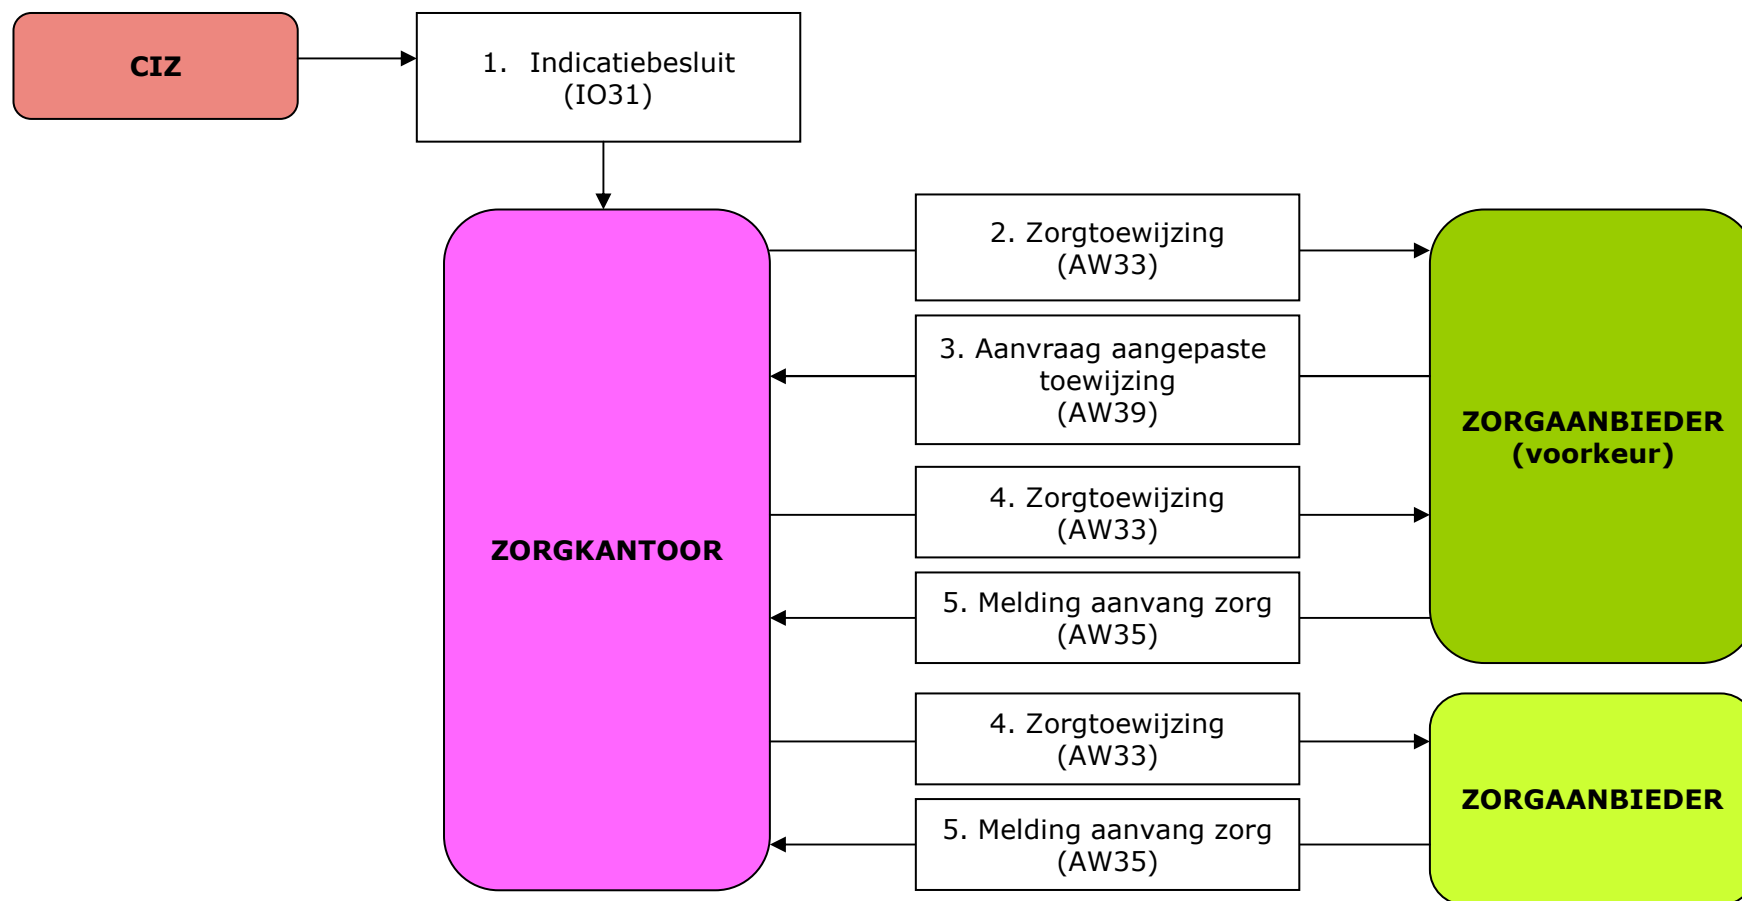 CIZ
1. Indicatiebesluit
(IO31)
2. Zorgtoewijzing
(AW33)
3. Aanvraag aangepaste
toewijzing
(AW39)
ZORGAANBIEDER
(voorkeur)
4. Zorgtoewijzing
(AW33)
ZORGKANTOOR
5. Melding aanvang zorg
(AW35)
4. Zorgtoewijzing
(AW33)
ZORGAANBIEDER
5. Melding aanvang zorg
(AW35)